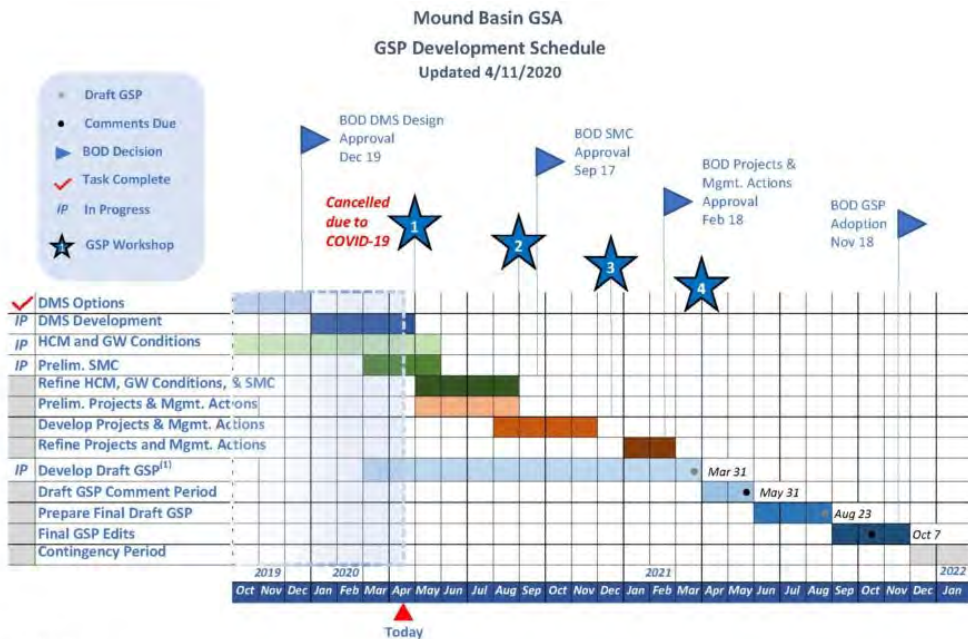 Mound Basin GSA
GSP Development Schedule
Updated 4/11/2020
Draft GSP
Comments Due
BOD Decision
Task Complete
IP In Progress
1 GSP Workshop
BOD DMS Design
Approval
Dec 19
BOD SMC
Approval
Sep 17
BOD Projects &
Mgmt. Actions
Approval
Feb 18
BOD GSP
Adoption
Nov 18
Cancelled
due to
COVID-19
1
2
3
4
DMS Options
IP DMS Development
IP HCM and GW Conditions
IP Prelim. SMC
Refine HCM, GW Conditions, & SMC
Prelim. Projects & Mgmt. Actions
Develop Projects & Mgmt. Actions
Refine Projects and Mgmt. Actions
IP Develop Draft GSP(1) Mar 31
Draft GSP Comment Period May 31
Prepare Final Draft GSP Aug 23
Final GSP Edits Oct 7
Contingency Period
2019 2020 2021 2022
Oct Nov Dec Jan Feb Mar Apr May Jun Jul Aug Sep Oct Nov Dec Jan Feb Mar Apr May Jun Jul Aug Sep Oct Nov Dec Jan
Today